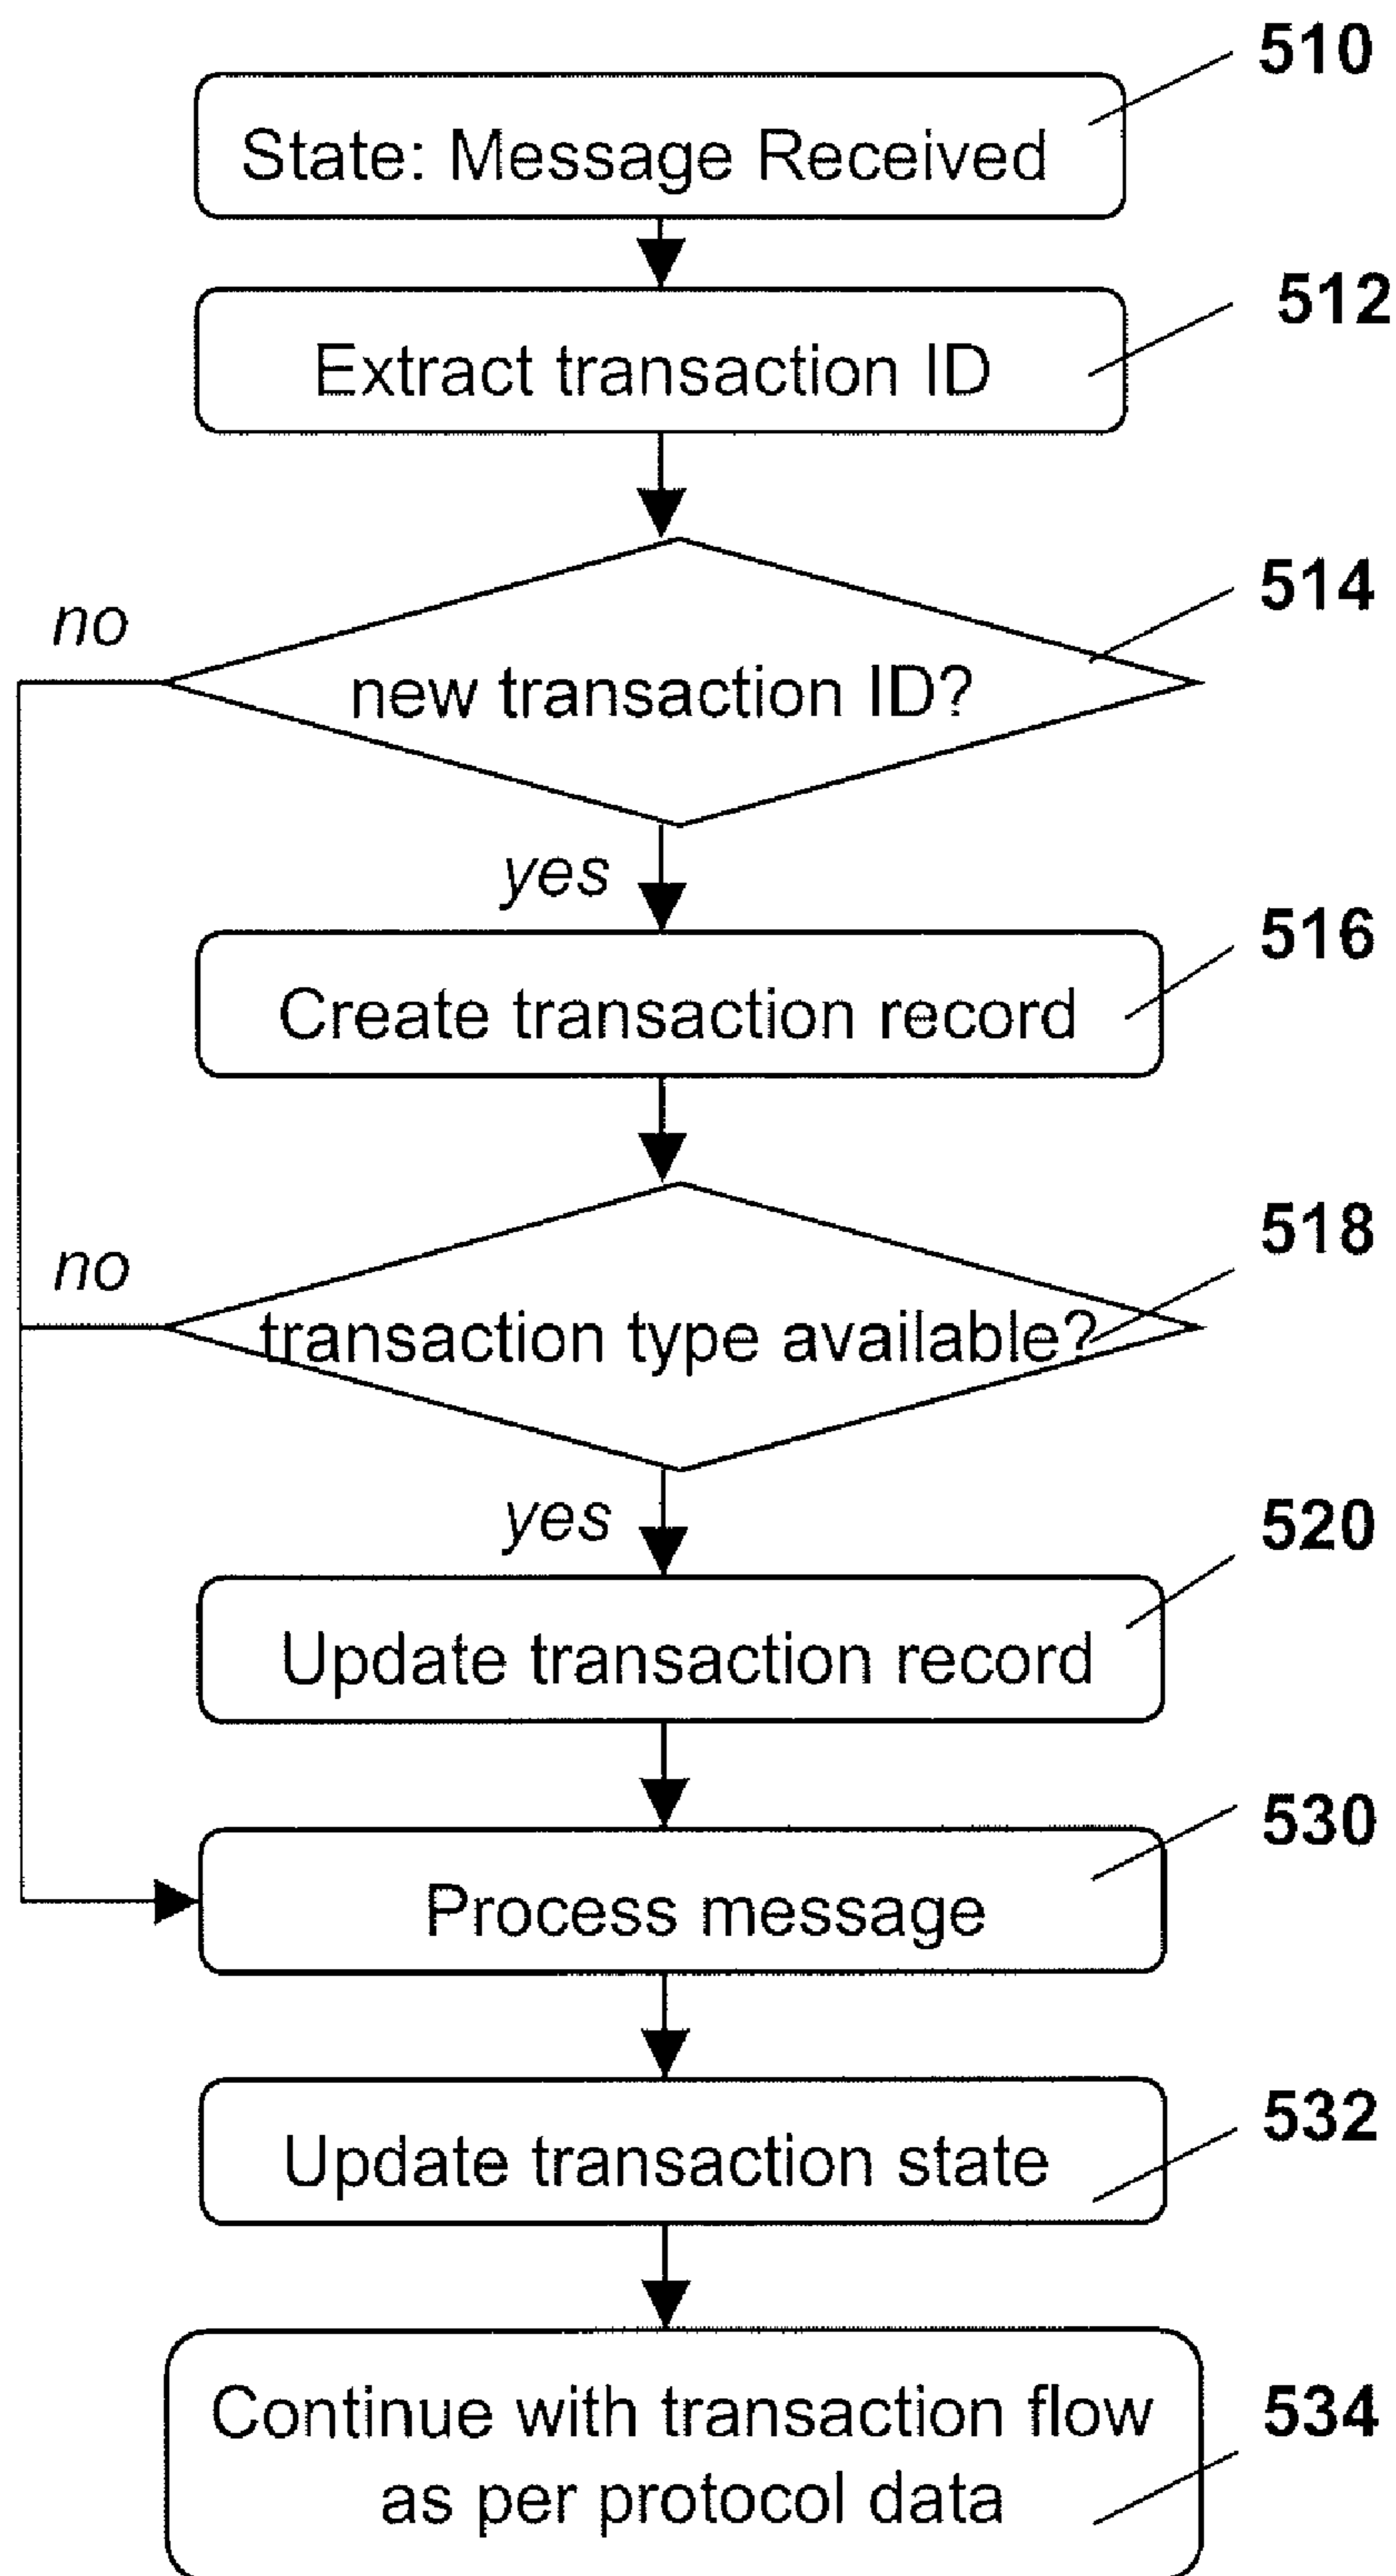 510
State: Message Received
512
Extract transaction ID
514
no
new transaction ID?
yes
516
Create transaction record
518
no
transaction type available?
yes
520
Update transaction record
530
Process message
532
Update transaction state
534
Continue with transaction flow
as per protocol data